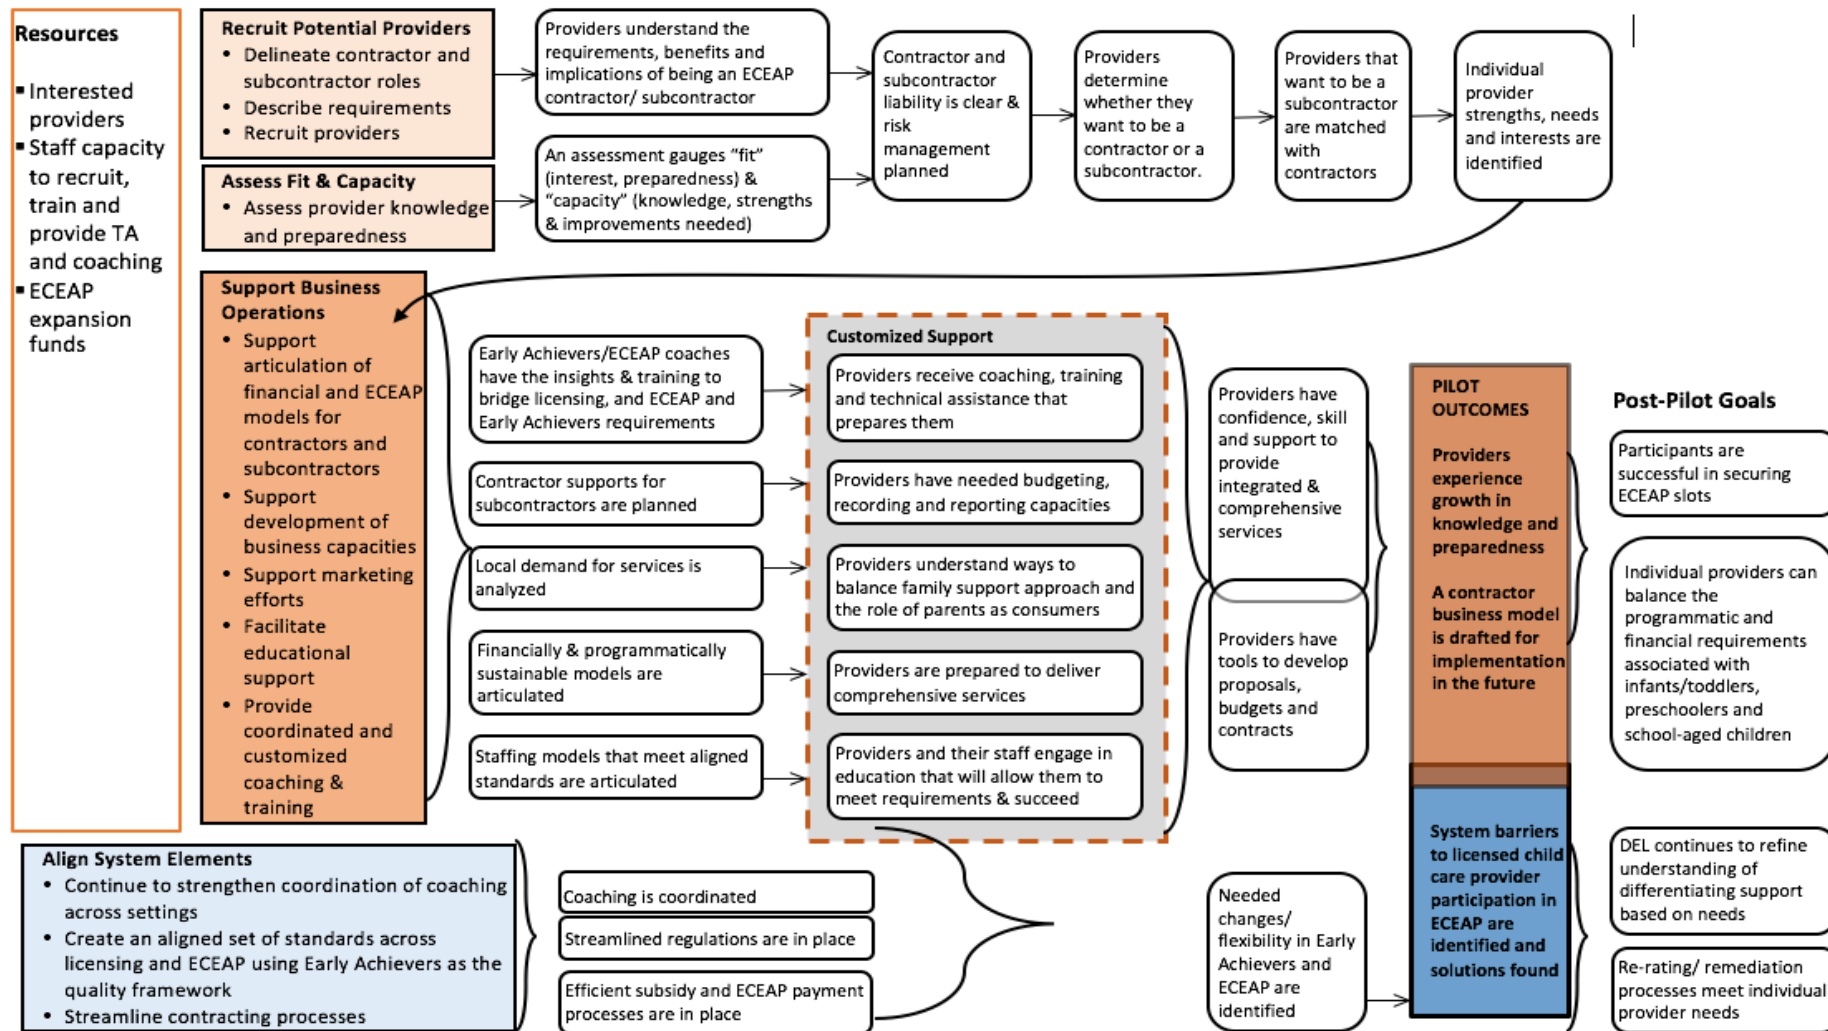 Resources
▪ Interested
providers
▪ Staff capacity
to recruit,
train and
provide TA
and coaching
▪ ECEAP
expansion
funds
Recruit Potential Providers
• Delineate contractor and
subcontractor roles
• Describe requirements
• Recruit providers
Providers understand the
requirements, benefits and
implications of being an ECEAP
contractor/ subcontractor
Assess Fit & Capacity
• Assess provider knowledge
and preparedness
An assessment gauges "fit"
(interest, preparedness) &
"capacity" (knowledge, strengths
& improvements needed)
Contractor and
subcontractor
liability is clear &
risk
management
planned
Providers
determine
whether they
want to be a
contractor or a
subcontractor.
Providers that
want to be a
subcontractor
are matched
with
contractors
Individual
provider
strengths, needs
and interests are
identified
Support Business
Operations
• Support
articulation of
financial and ECEAP
models for
contractors and
subcontractors
• Support
development of
business capacities
• Support marketing
efforts
• Facilitate
educational
support
• Provide
coordinated and
customized
coaching &
training
Early Achievers/ECEAP coaches
have the insights & training to
bridge licensing, and ECEAP and
Early Achievers requirements
Contractor supports for
subcontractors are planned
Local demand for services is
analyzed
Financially & programmatically
sustainable models are
articulated
Staffing models that meet aligned
standards are articulated
Customized Support
Providers receive coaching, training
and technical assistance that
prepares them
Providers have needed budgeting,
recording and reporting capacities
Providers understand ways to
balance family support approach and
the role of parents as consumers
Providers are prepared to deliver
comprehensive services
Providers and their staff engage in
education that will allow them to
meet requirements & succeed
Providers have
confidence, skill
and support to
provide
integrated &
comprehensive
services
Providers have
tools to develop
proposals,
budgets and
contracts
PILOT
OUTCOMES
Providers
experience
growth in
knowledge and
preparedness
A contractor
business model
is drafted for
implementation
in the future
Post-Pilot Goals
Participants are
successful in securing
ECEAP slots
Individual providers can
balance the
programmatic and
financial requirements
associated with
infants/toddlers,
preschoolers and
school-aged children
Align System Elements
• Continue to strengthen coordination of coaching
across settings
• Create an aligned set of standards across
licensing and ECEAP using Early Achievers as the
quality framework
• Streamline contracting processes
Coaching is coordinated
Streamlined regulations are in place
Efficient subsidy and ECEAP payment
processes are in place
Needed
changes/
flexibility in Early
Achievers and
ECEAP are
identified
System barriers
to licensed child
care provider
participation in
ECEAP are
identified and
solutions found
DEL continues to refine
understanding of
differentiating support
based on needs
Re-rating/ remediation
processes meet individual
provider needs